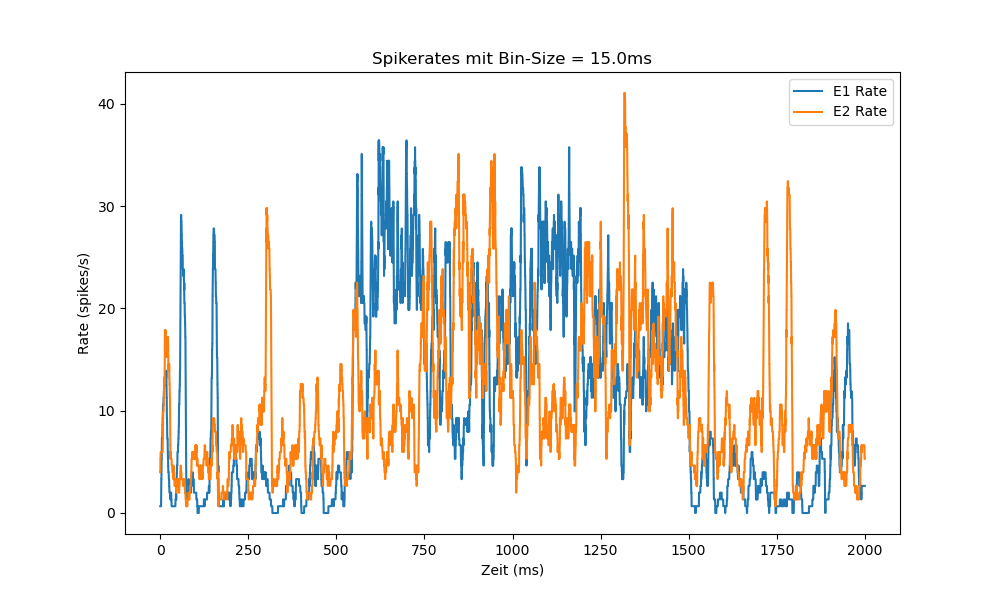 Spikerates mit Bin-Size = 15.0ms
E1 Rate
E2 Rate
40
30
20
10
0
Rate (spikes/s)
0 250 500 750 1000 1250 1500 1750 2000
Zeit (ms)